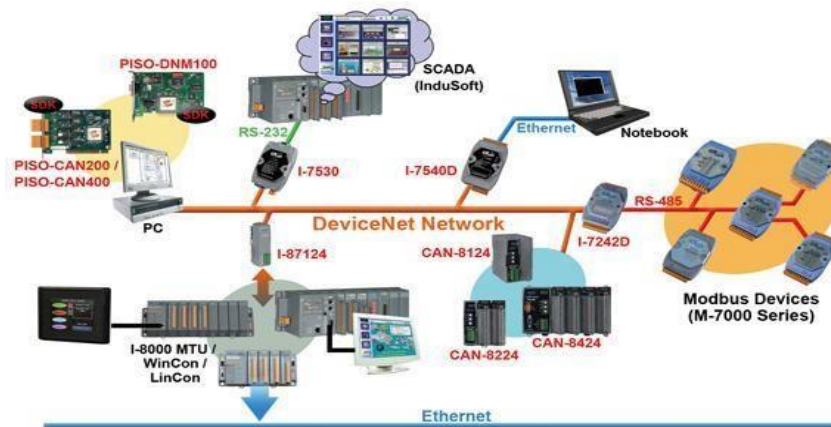 PISO-DNM100
SDK
SDK
PISO-CAN200 /
PISO-CAN400
PC
SCADA
(InduSoft)
RS-232
I-7530
Ethernet
Notebook
I-7540D
DeviceNet Network
I-87124
CAN-8124
I-7242D
RS-485
CAN-8224
CAN-8424
Modbus Devices
(M-7000 Series)
I-8000 MTU /
WinCon /
LinCon
Ethernet